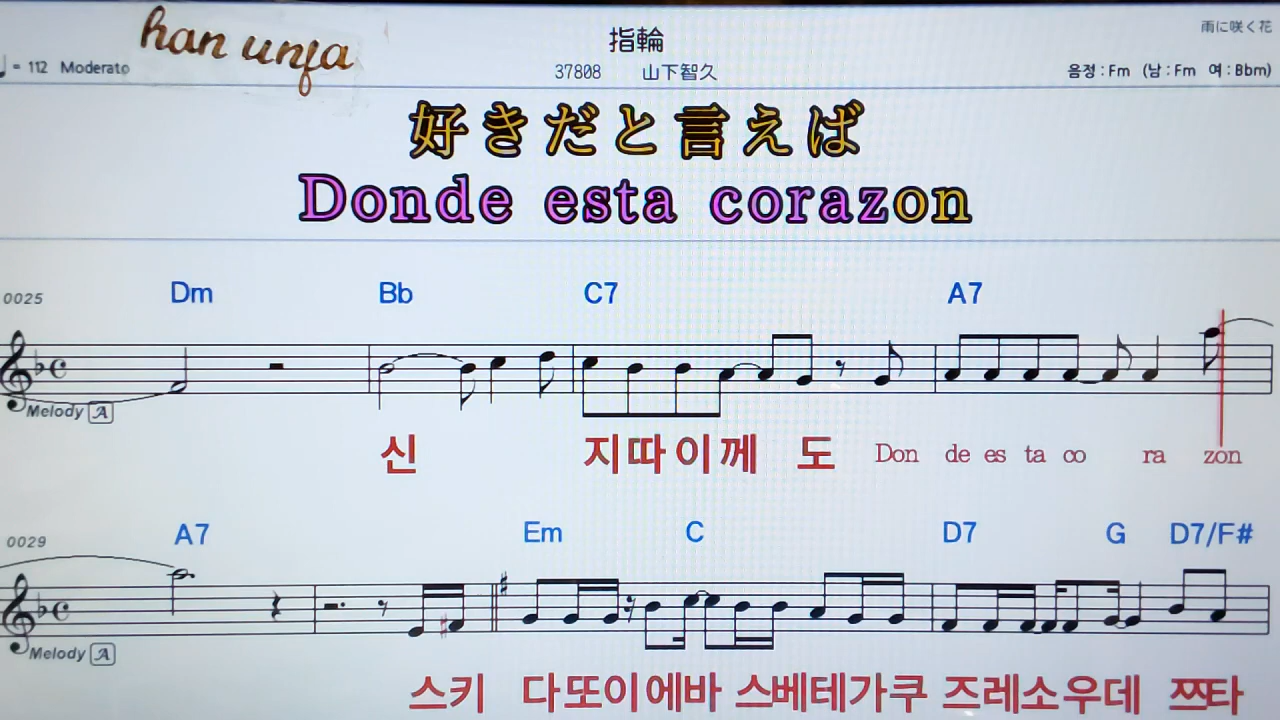 han unja
指輪
雨に咲く花
♩ = 112 Moderato
37808 山下智久
음정 : Fm (남 : Fm 여 : Bbm)
好きだと言えば
Donde esta corazon
0025 Dm Bb C7 A7
Melody A
신 지따이께 도 Don de es ta co ra zon
0029 A7 Em C D7 G D7/F#
Melody A
스키 다또이에바 스베테가쿠 즈레소우데 쯔타